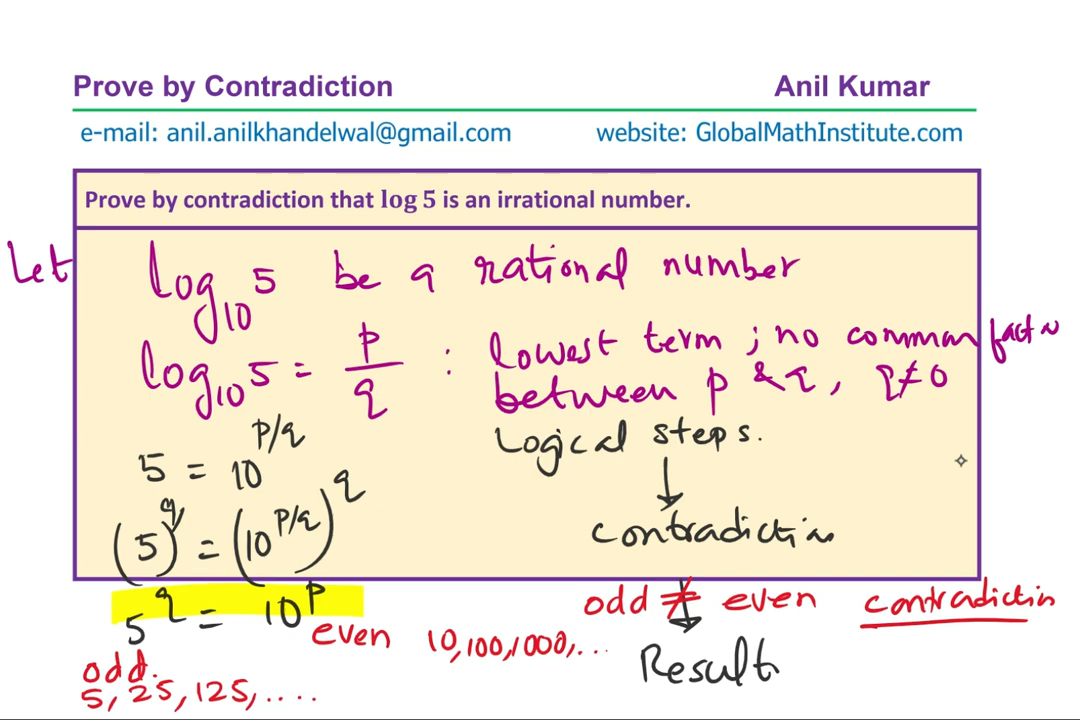 Prove by Contradiction Anil Kumar
e-mail: anil.anilkhandelwal@gmail.com website: GlobalMathInstitute.com
Prove by contradiction that log 5 is an irrational number.
Let log₁₀ 5 be a rational number
log₁₀ 5 = p/q : lowest term ; no common factor
between p & q, q≠0
Logical steps.
5 = 10^(p/q)
↓
(5)^q = (10^(p/q))^q
contradiction
5^q = 10^p
odd ≠ even contradiction
even 10,100,1000,...
↓
Result
odd.
5, 25, 125, ....